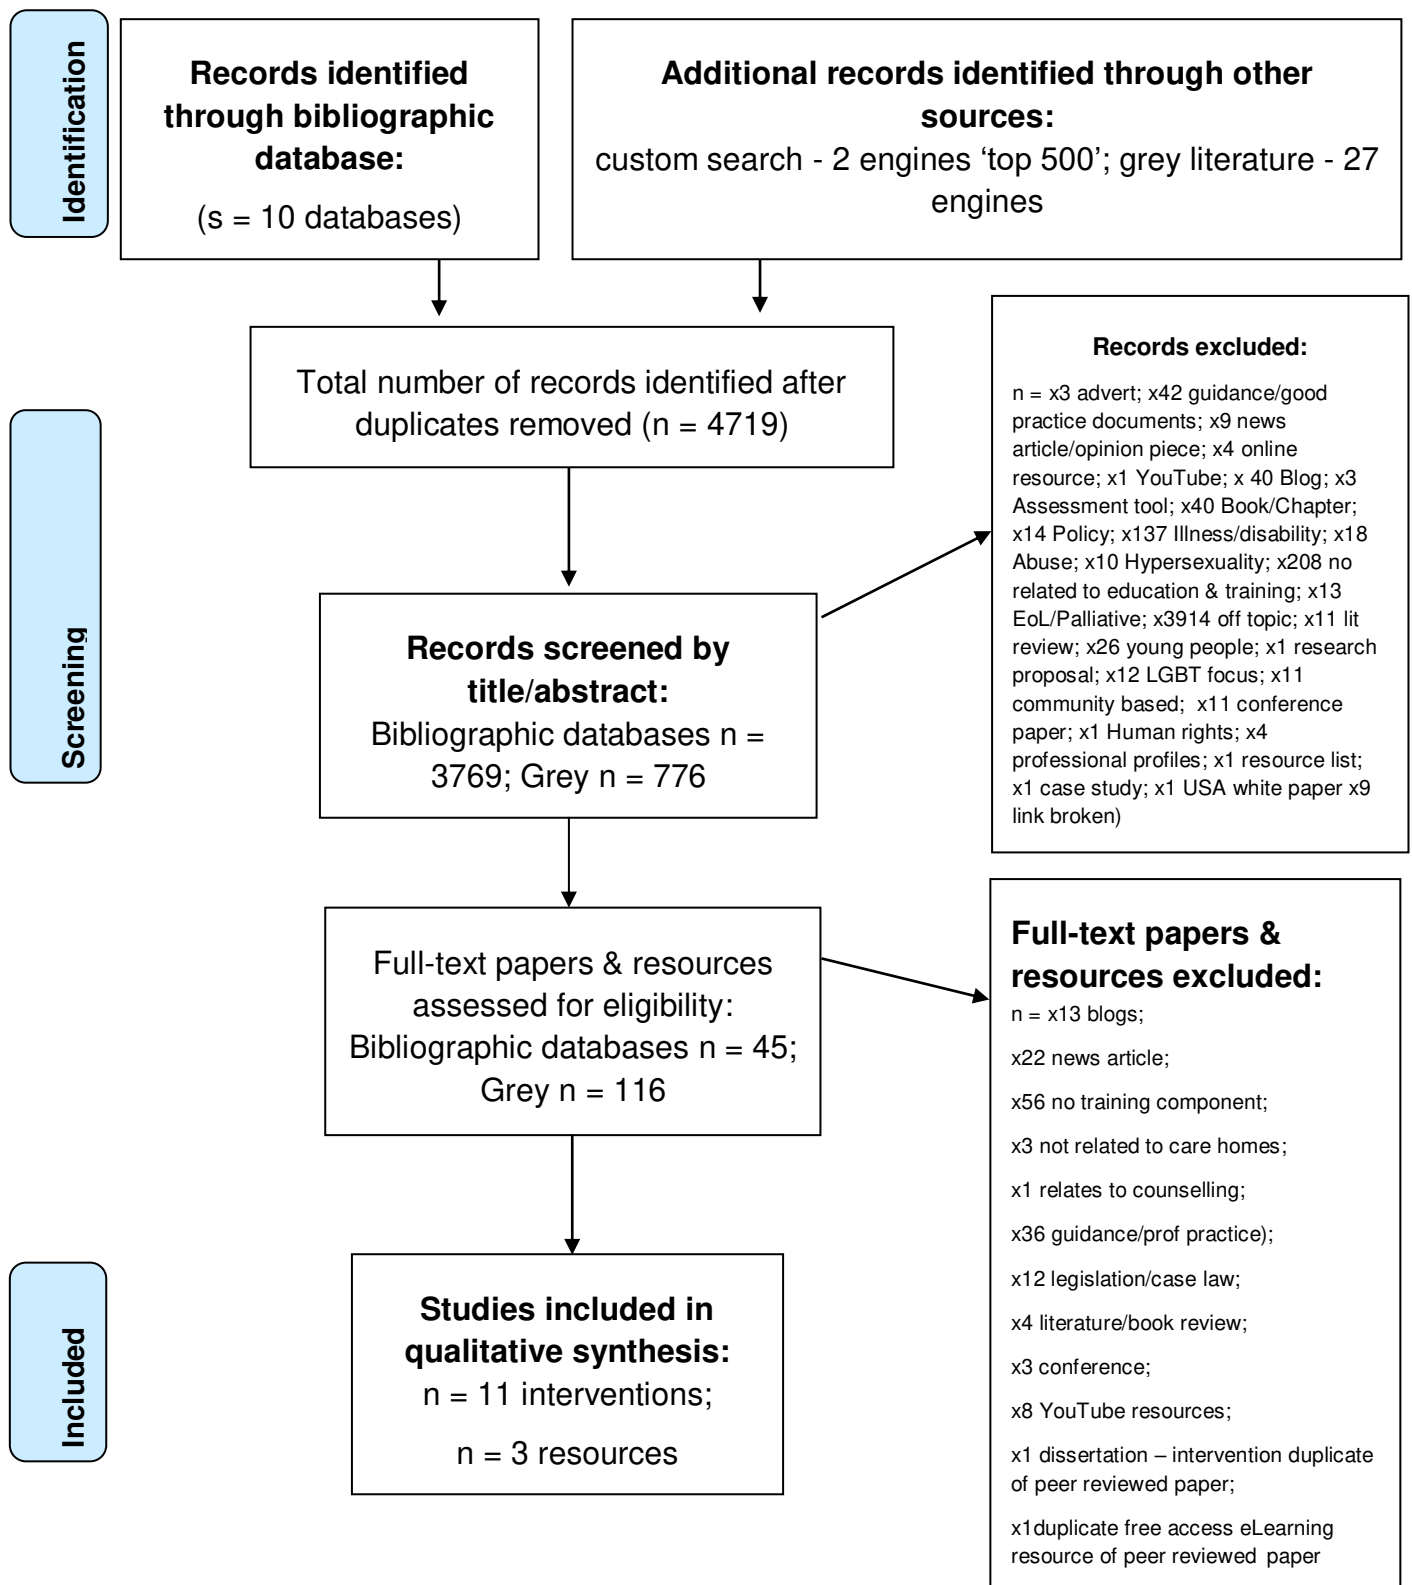 Identification
Records identified
through bibliographic
database:
(s = 10 databases)
Additional records identified through other
sources:
custom search - 2 engines ‘top 500’; grey literature - 27
engines
Total number of records identified after
duplicates removed (n = 4719)
Records excluded:
n = x3 advert; x42 guidance/good
practice documents; x9 news
article/opinion piece; x4 online
resource; x1 YouTube; x 40 Blog; x3
Assessment tool; x40 Book/Chapter;
x14 Policy; x137 Illness/disability; x18
Abuse; x10 Hypersexuality; x208 no
related to education & training; x13
EoL/Palliative; x3914 off topic; x11 lit
review; x26 young people; x1 research
proposal; x12 LGBT focus; x11
community based;  x11 conference
paper; x1 Human rights; x4
professional profiles; x1 resource list;
x1 case study; x1 USA white paper x9
link broken)
Screening
Records screened by
title/abstract:
Bibliographic databases n =
3769; Grey n = 776
Full-text papers & resources
assessed for eligibility:
Bibliographic databases n = 45;
Grey n = 116
Full-text papers &
resources excluded:
n = x13 blogs;
x22 news article;
x56 no training component;
x3 not related to care homes;
x1 relates to counselling;
x36 guidance/prof practice);
x12 legislation/case law;
x4 literature/book review;
x3 conference;
x8 YouTube resources;
x1 dissertation – intervention duplicate
of peer reviewed paper;
x1duplicate free access eLearning
resource of peer reviewed paper
Included
Studies included in
qualitative synthesis:
n = 11 interventions;
n = 3 resources